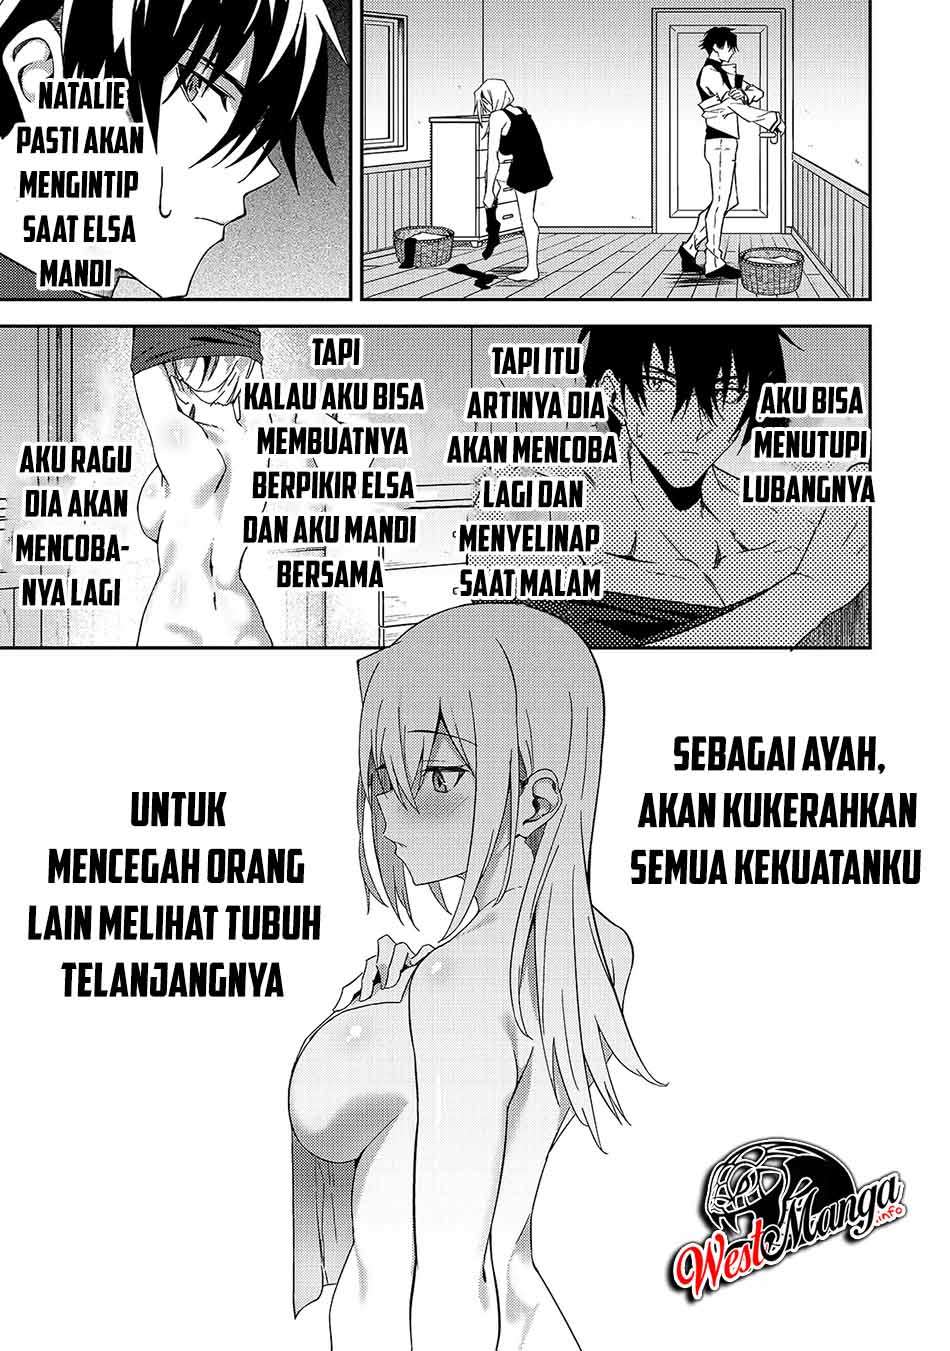 NATALIE
PASTI AKAN
MENGINTIP
SAAT ELSA
MANDI
AKU BISA
MENUTUPI
LUBANGNYA
TAPI ITU
ARTINYA DIA
AKAN MENCOBA
LAGI DAN
MENYELINAP
SAAT MALAM
TAPI
KALAU AKU BISA
MEMBUATNYA
BERPIKIR ELSA
DAN AKU MANDI
BERSAMA
AKU RAGU
DIA AKAN
MENCOBA-
NYA LAGI
SEBAGAI AYAH,
AKAN KUKERAHKAN
SEMUA KEKUATANKU
UNTUK
MENCEGAH ORANG
LAIN MELIHAT TUBUH
TELANJANGNYA
WestManga
.info